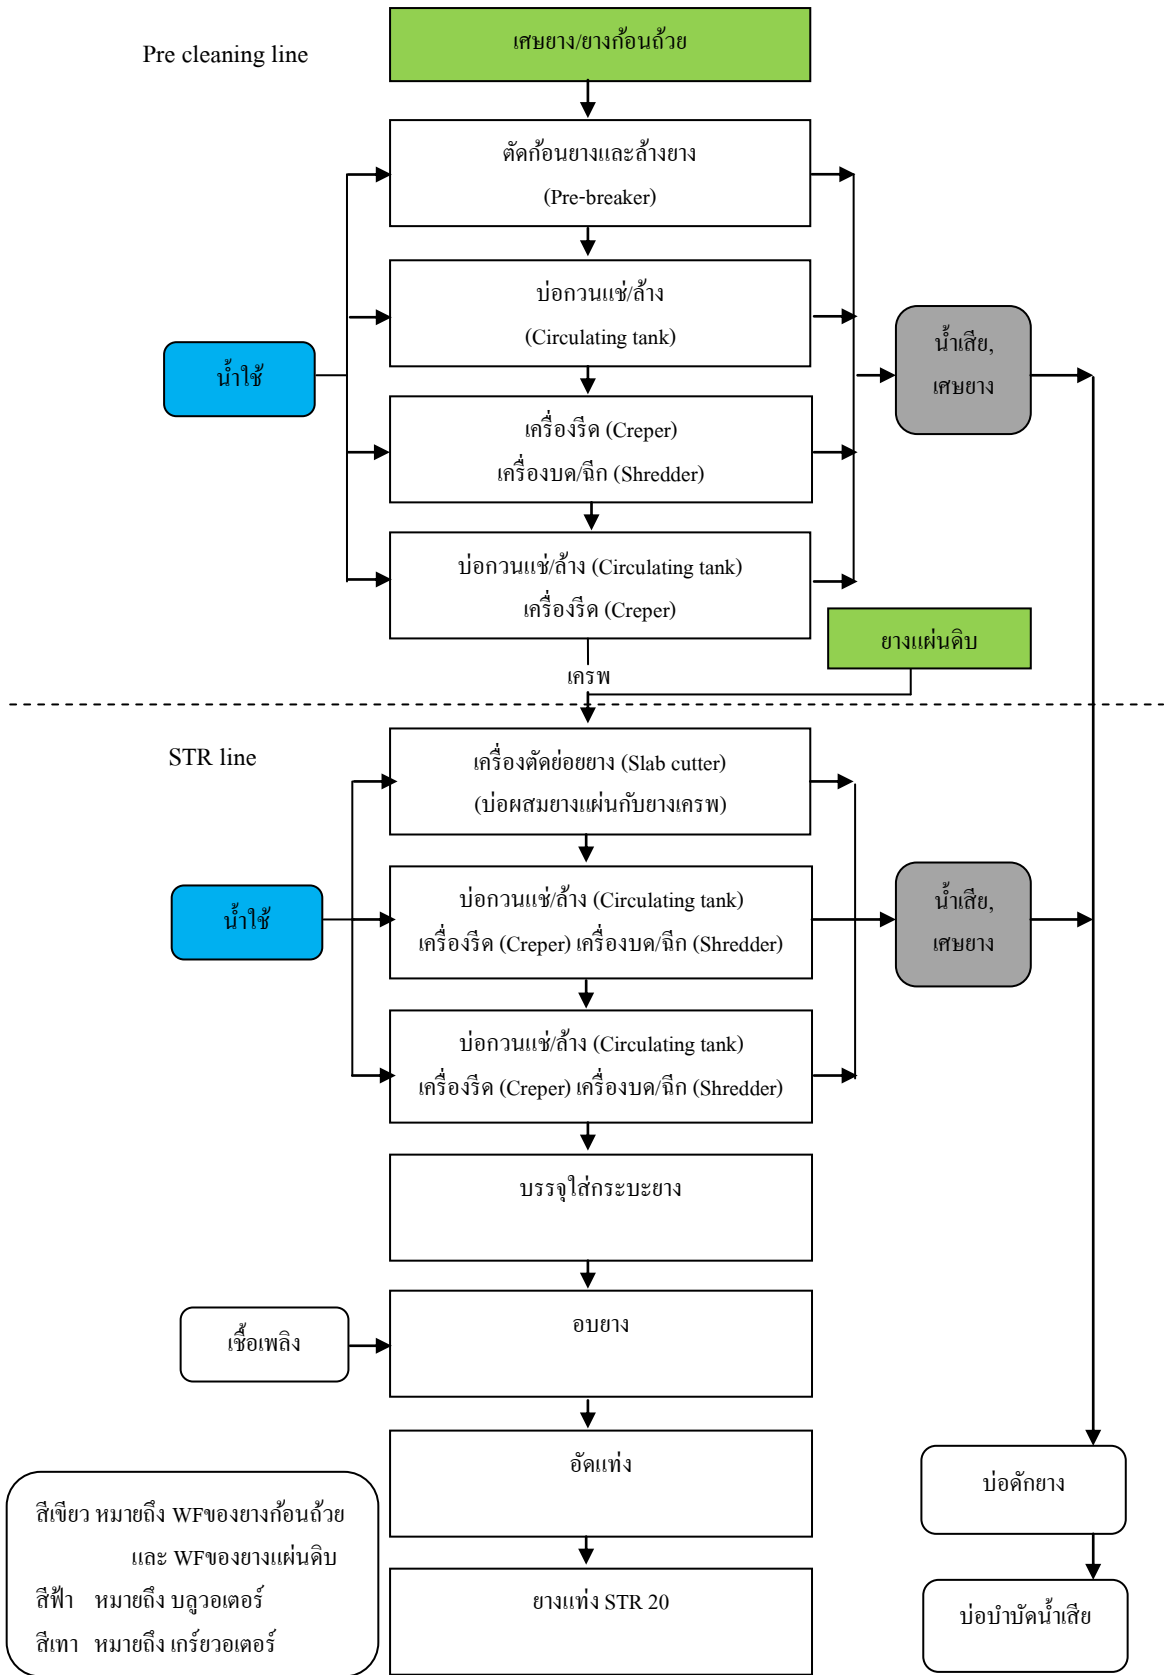 Pre cleaning line
เศษยาง/ยางก้อนถ้วย
ตัดก้อนยางและล้างยาง
(Pre-breaker)
บ่อกวนแช่/ล้าง
(Circulating tank)
น้ำใช้
น้ำเสีย,
เศษยาง
เครื่องรีด (Creper)
เครื่องบด/ฉีก (Shredder)
บ่อกวนแช่/ล้าง (Circulating tank)
เครื่องรีด (Creper)
ยางแผ่นดิบ
เครพ
STR line
เครื่องตัดย่อยยาง (Slab cutter)
(บ่อผสมยางแผ่นกับยางเครพ)
น้ำใช้
บ่อกวนแช่/ล้าง (Circulating tank)
เครื่องรีด (Creper) เครื่องบด/ฉีก (Shredder)
น้ำเสีย,
เศษยาง
บ่อกวนแช่/ล้าง (Circulating tank)
เครื่องรีด (Creper) เครื่องบด/ฉีก (Shredder)
บรรจุใส่กระบะยาง
เชื้อเพลิง
อบยาง
อัดแท่ง
บ่อดักยาง
สีเขียว หมายถึง WFของยางก้อนถ้วย
และ WFของยางแผ่นดิบ
สีฟ้า หมายถึง บลูวอเตอร์
สีเทา หมายถึง เกร์ยวอเตอร์
ยางแท่ง STR 20
บ่อบำบัดน้ำเสีย